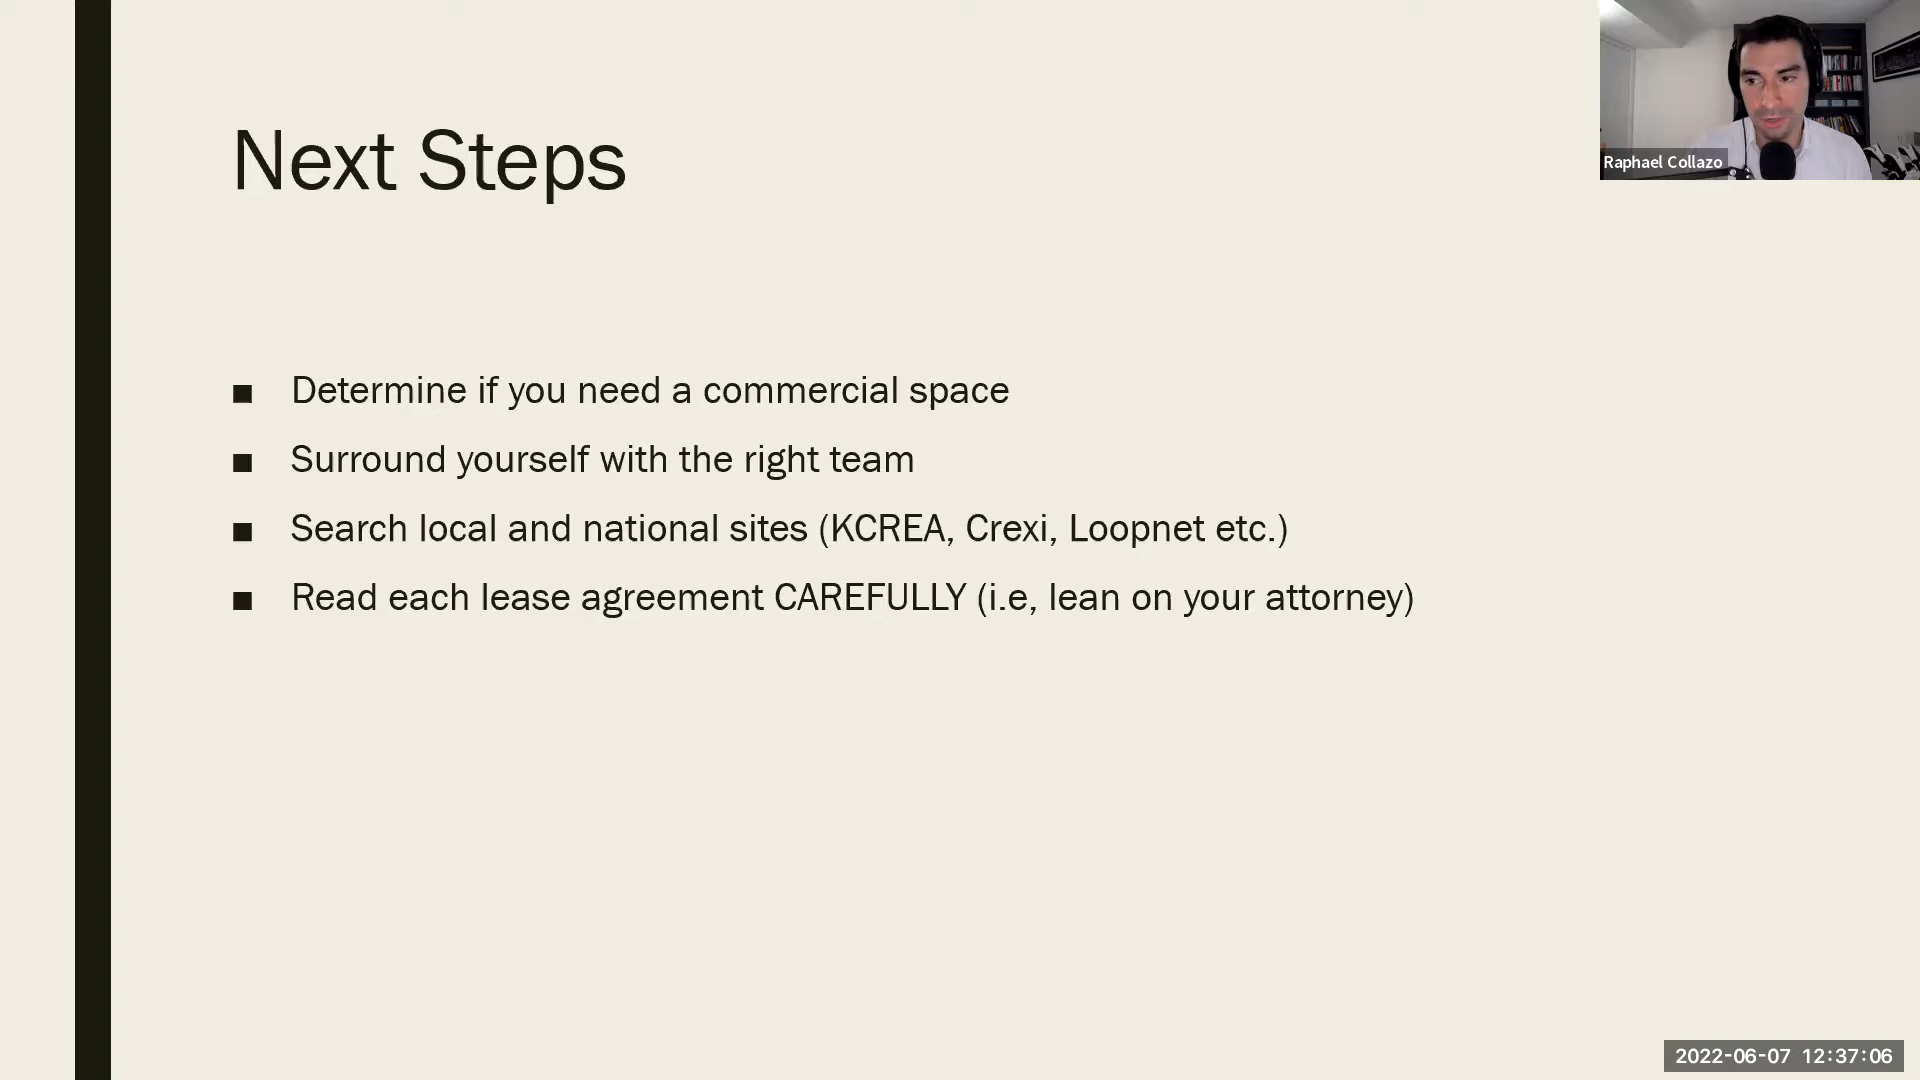 Raphael Collazo
Next Steps
■ Determine if you need a commercial space
■ Surround yourself with the right team
■ Search local and national sites (KCREA, Crexi, Loopnet etc.)
■ Read each lease agreement CAREFULLY (i.e, lean on your attorney)
2022-06-07 12:37:06